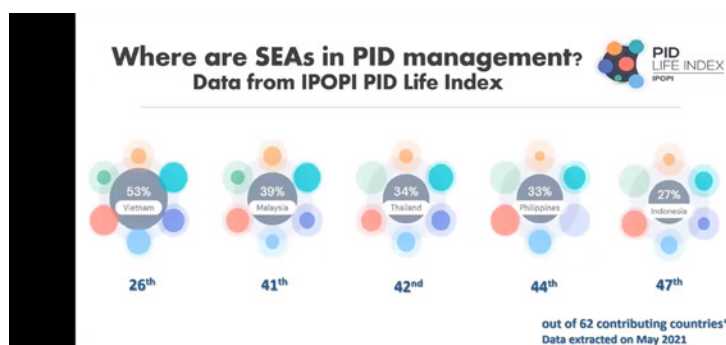 Where are SEAs in PID management?
Data from IPOPI PID Life Index
PID
LIFE INDEX
IPOPI
53%
Vietnam
39%
Malaysia
34%
Thailand
33%
Philippines
27%
Indonesia
26th
41th
42nd
44th
47th
out of 62 contributing countries*
Data extracted on May 2021